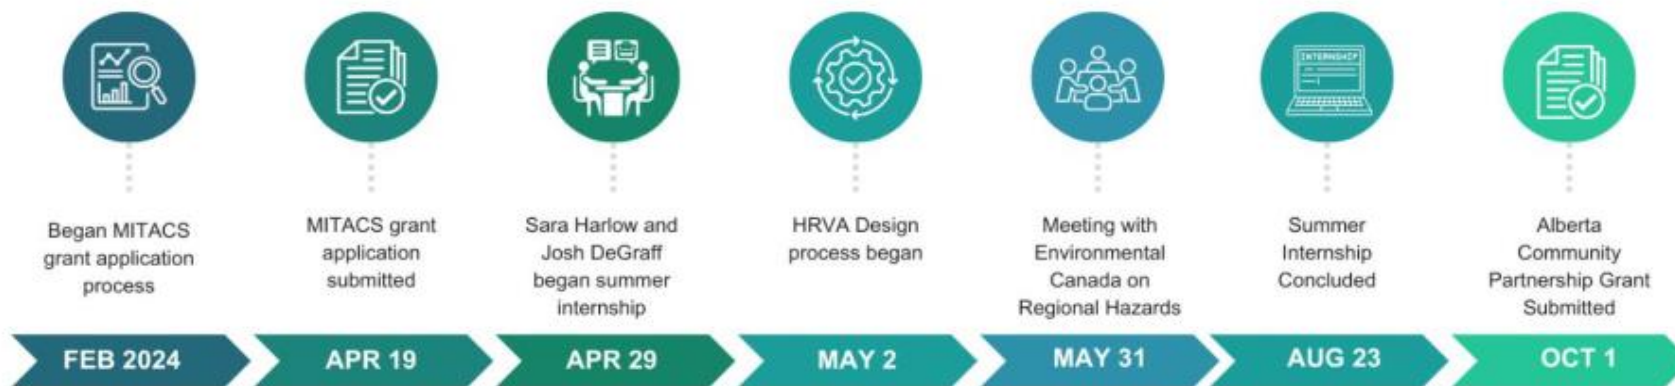 INTERNSHIP
Began MITACS
grant application
process
MITACS grant
application
submitted
Sara Harlow and
Josh DeGraff
began summer
internship
HRVA Design
process began
Meeting with
Environmental
Canada on
Regional Hazards
Summer
Internship
Concluded
Alberta
Community
Partnership Grant
Submitted
FEB 2024
APR 19
APR 29
MAY 2
MAY 31
AUG 23
OCT 1